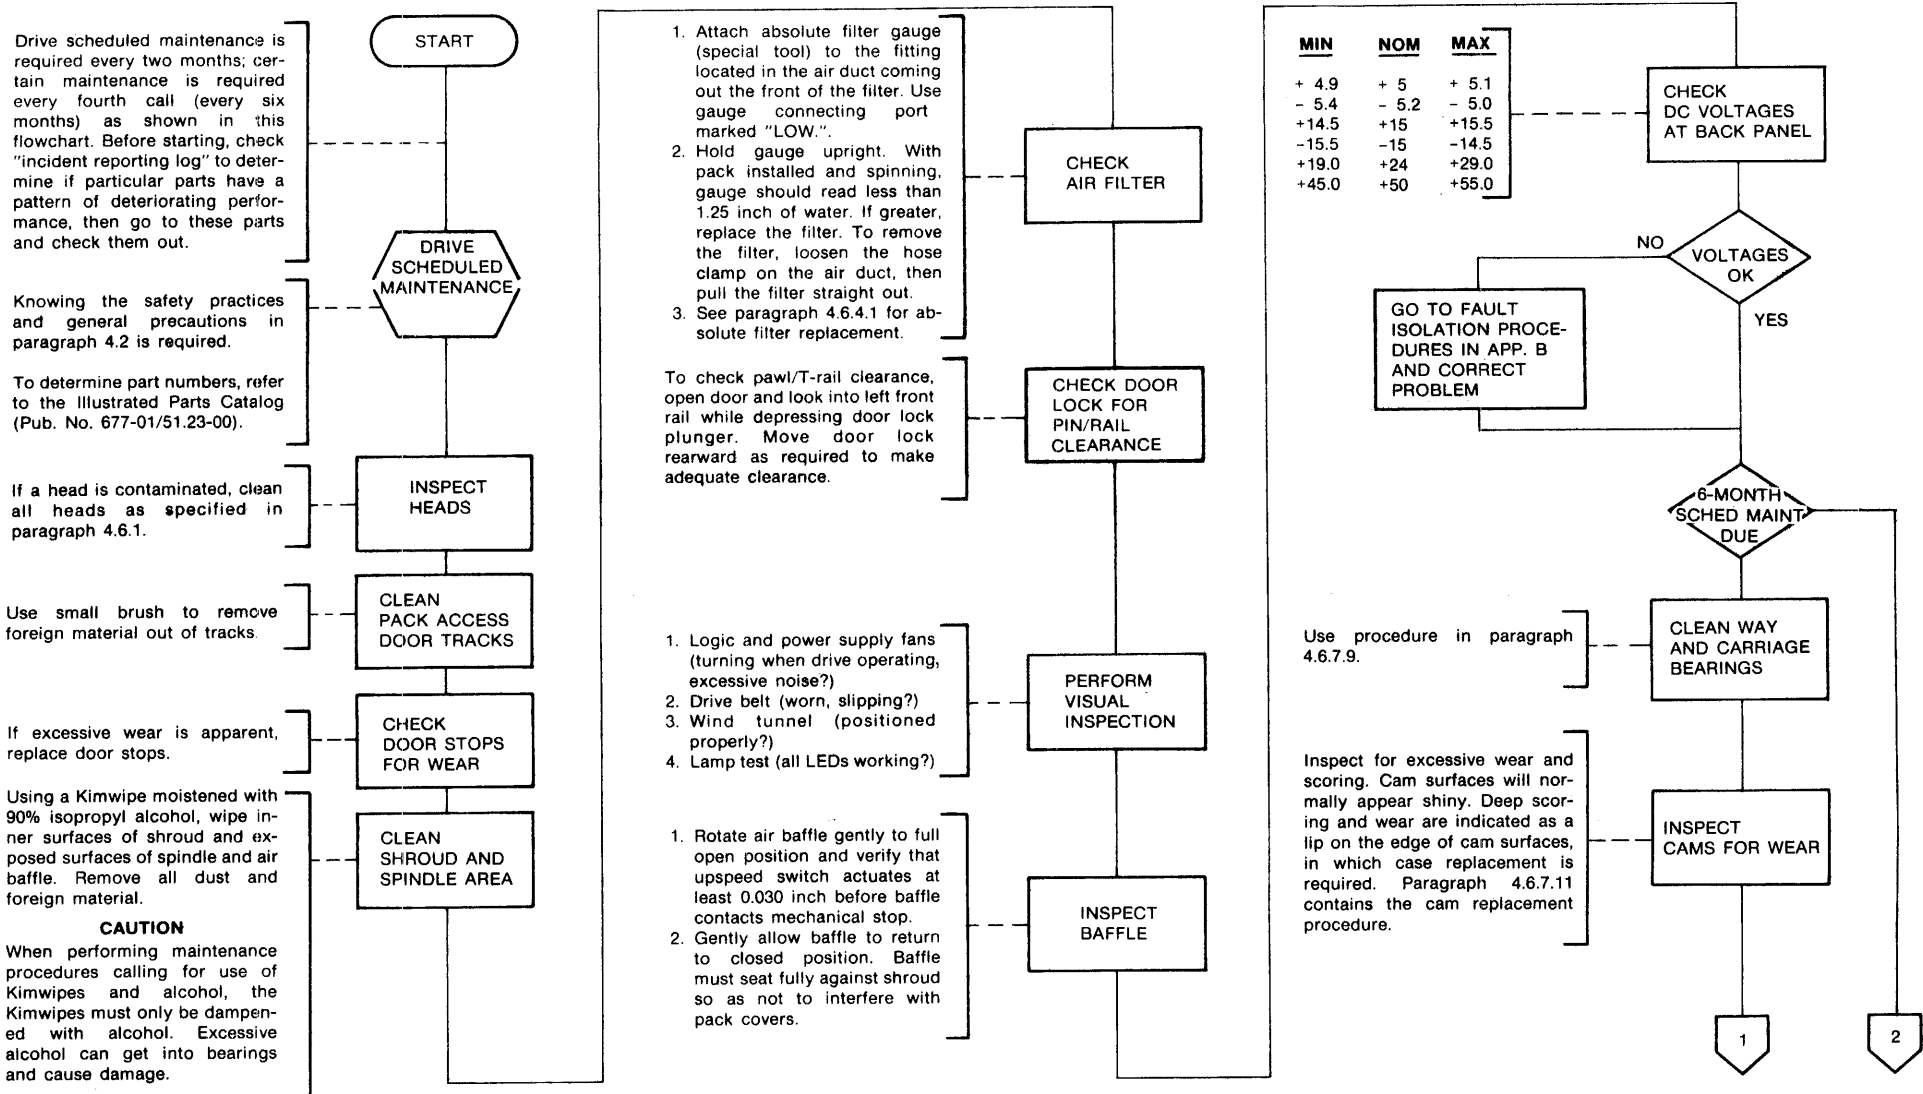 Drive scheduled maintenance is
required every two months; cer-
tain maintenance is required
every fourth call (every six
months) as shown in this
flowchart. Before starting, check
"incident reporting log" to deter-
mine if particular parts have a
pattern of deteriorating perfor-
mance, then go to these parts
and check them out.
START
DRIVE
SCHEDULED
MAINTENANCE
Knowing the safety practices
and general precautions in
paragraph 4.2 is required.
To determine part numbers, refer
to the Illustrated Parts Catalog
(Pub. No. 677-01/51.23-00).
If a head is contaminated, clean
all heads as specified in
paragraph 4.6.1.
INSPECT
HEADS
Use small brush to remove
foreign material out of tracks.
CLEAN
PACK ACCESS
DOOR TRACKS
If excessive wear is apparent,
replace door stops.
CHECK
DOOR STOPS
FOR WEAR
Using a Kimwipe moistened with
90% isopropyl alcohol, wipe in-
ner surfaces of shroud and ex-
posed surfaces of spindle and air
baffle. Remove all dust and
foreign material.
CAUTION
When performing maintenance
procedures calling for use of
Kimwipes and alcohol, the
Kimwipes must only be dampen-
ed with alcohol. Excessive
alcohol can get into bearings
and cause damage.
CLEAN
SHROUD AND
SPINDLE AREA
1. Attach absolute filter gauge
(special tool) to the fitting
located in the air duct coming
out the front of the filter. Use
gauge connecting port
marked "LOW.".
2. Hold gauge upright. With
pack installed and spinning,
gauge should read less than
1.25 inch of water. If greater,
replace the filter. To remove
the filter, loosen the hose
clamp on the air duct, then
pull the filter straight out.
3. See paragraph 4.6.4.1 for ab-
solute filter replacement.
CHECK
AIR FILTER
To check pawl/T-rail clearance,
open door and look into left front
rail while depressing door lock
plunger. Move door lock
rearward as required to make
adequate clearance.
CHECK DOOR
LOCK FOR
PIN/RAIL
CLEARANCE
1. Logic and power supply fans
(turning when drive operating,
excessive noise?)
2. Drive belt (worn, slipping?)
3. Wind tunnel (positioned
properly?)
4. Lamp test (all LEDs working?)
PERFORM
VISUAL
INSPECTION
1. Rotate air baffle gently to full
open position and verify that
upspeed switch actuates at
least 0.030 inch before baffle
contacts mechanical stop.
2. Gently allow baffle to return
to closed position. Baffle
must seat fully against shroud
so as not to interfere with
pack covers.
INSPECT
BAFFLE
MIN NOM MAX
+ 4.9 + 5 + 5.1
- 5.4 - 5.2 - 5.0
+14.5 +15 +15.5
-15.5 -15 -14.5
+19.0 +24 +29.0
+45.0 +50 +55.0
CHECK
DC VOLTAGES
AT BACK PANEL
NO
VOLTAGES
OK
YES
GO TO FAULT
ISOLATION PROCE-
DURES IN APP. B
AND CORRECT
PROBLEM
6-MONTH
SCHED MAINT
DUE
Use procedure in paragraph
4.6.7.9.
CLEAN WAY
AND CARRIAGE
BEARINGS
Inspect for excessive wear and
scoring. Cam surfaces will nor-
mally appear shiny. Deep scor-
ing and wear are indicated as a
lip on the edge of cam surfaces,
in which case replacement is
required. Paragraph 4.6.7.11
contains the cam replacement
procedure.
INSPECT
CAMS FOR WEAR
1
2